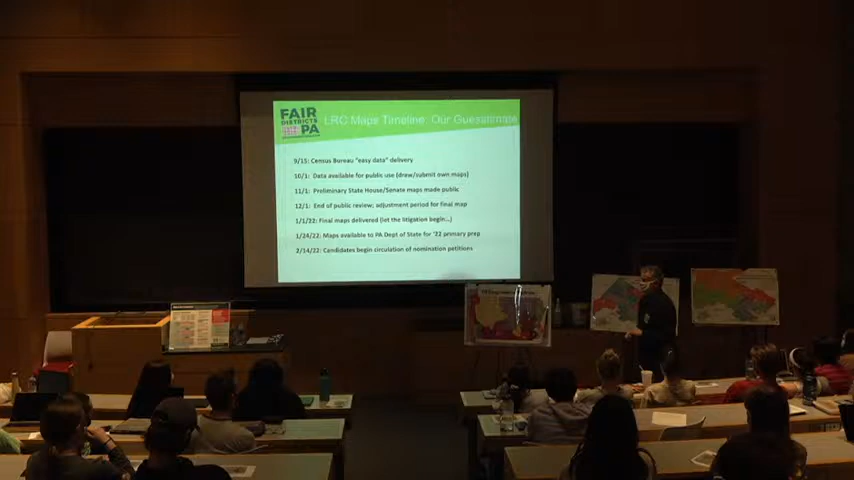 FAIR
DISTRICTS
PA
LRC Maps Timeline: Our Guesstimate
9/15: Census Bureau "easy data" delivery
10/1: Data available for public use (draw/submit own maps)
11/1: Preliminary State House/Senate maps made public
12/1: End of public review; adjustment period for final map
1/1/22: Final maps delivered (let the litigation begin...)
1/24/22: Maps available to PA Dept of State for '22 primary prep
2/14/22: Candidates begin circulation of nomination petitions